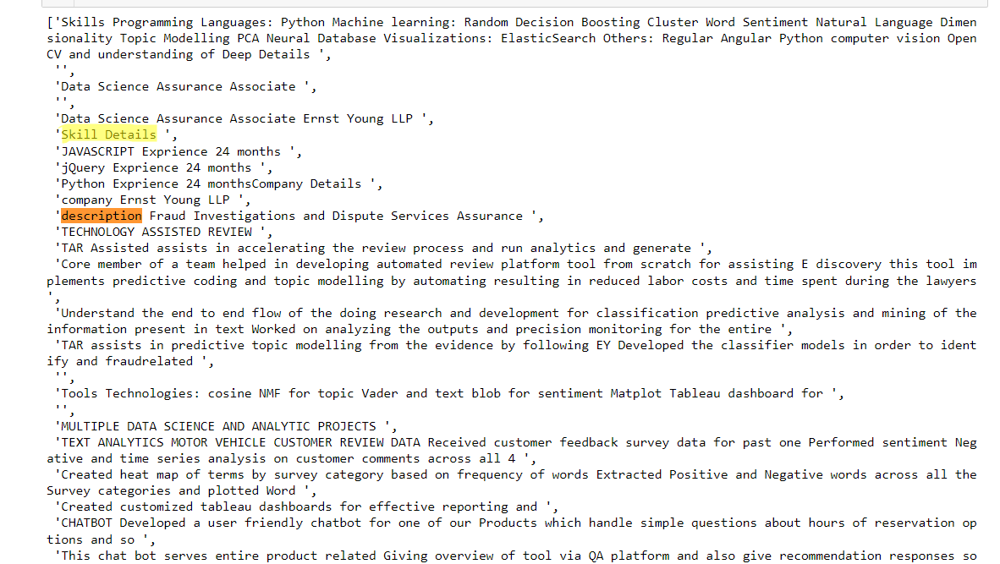 ['Skills Programming Languages: Python Machine learning: Random Decision Boosting Cluster Word Sentiment Natural Language Dimen
sionality Topic Modelling PCA Neural Database Visualizations: ElasticSearch Others: Regular Angular Python computer vision Open
CV and understanding of Deep Details ',
'',
'Data Science Assurance Associate ',
'',
'Data Science Assurance Associate Ernst Young LLP ',
'Skill Details ',
'JAVASCRIPT Exprience 24 months ',
'jQuery Exprience 24 months ',
'Python Exprience 24 monthsCompany Details ',
'company Ernst Young LLP ',
'description Fraud Investigations and Dispute Services Assurance ',
'TECHNOLOGY ASSISTED REVIEW ',
'TAR Assisted assists in accelerating the review process and run analytics and generate ',
'Core member of a team helped in developing automated review platform tool from scratch for assisting E discovery this tool im
plements predictive coding and topic modelling by automating resulting in reduced labor costs and time spent during the lawyers
',
'Understand the end to end flow of the doing research and development for classification predictive analysis and mining of the
information present in text Worked on analyzing the outputs and precision monitoring for the entire ',
'TAR assists in predictive topic modelling from the evidence by following EY Developed the classifier models in order to ident
ify and fraudrelated ',
'',
'Tools Technologies: cosine NMF for topic Vader and text blob for sentiment Matplot Tableau dashboard for ',
'',
'MULTIPLE DATA SCIENCE AND ANALYTIC PROJECTS ',
'TEXT ANALYTICS MOTOR VEHICLE CUSTOMER REVIEW DATA Received customer feedback survey data for past one Performed sentiment Neg
ative and time series analysis on customer comments across all 4 ',
'Created heat map of terms by survey category based on frequency of words Extracted Positive and Negative words across all the
Survey categories and plotted Word ',
'Created customized tableau dashboards for effective reporting and ',
'CHATBOT Developed a user friendly chatbot for one of our Products which handle simple questions about hours of reservation op
tions and so ',
'This chat bot serves entire product related Giving overview of tool via QA platform and also give recommendation responses so